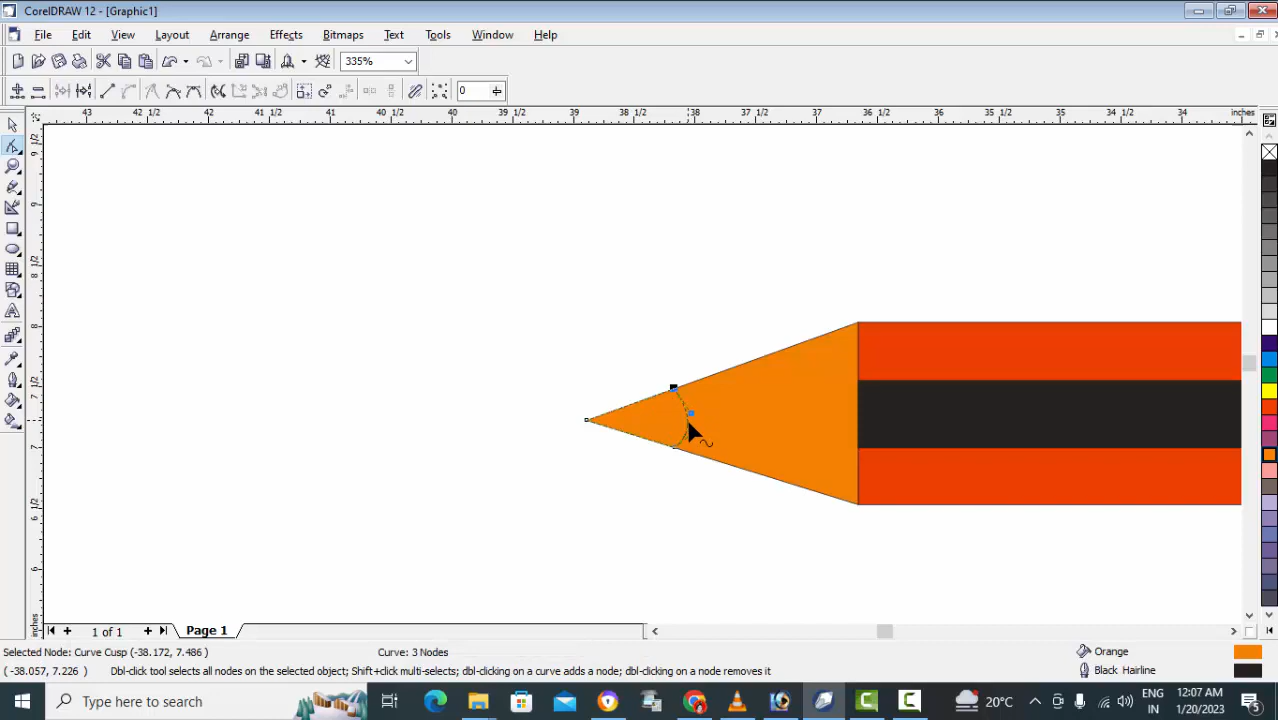 CorelDRAW 12 - [Graphic1]
File Edit View Layout Arrange Effects Bitmaps Text Tools Window Help
335%
0
43 42 1/2 42 41 1/2 41 40 1/2 40 39 1/2 39 38 1/2 38 37 1/2 37 36 1/2 36 35 1/2 35 34 1/2 34 inches
1 of 1 Page 1
Selected Node: Curve Cusp (-38.172, 7.486 ) Curve: 3 Nodes Orange
(-38.057, 7.226 ) Dbl-click tool selects all nodes on the selected object; Shift+click multi-selects; dbl-clicking on a curve adds a node; dbl-clicking on a node removes it Black Hairline
Type here to search 20°C ENG IN 12:07 AM 1/20/2023 5